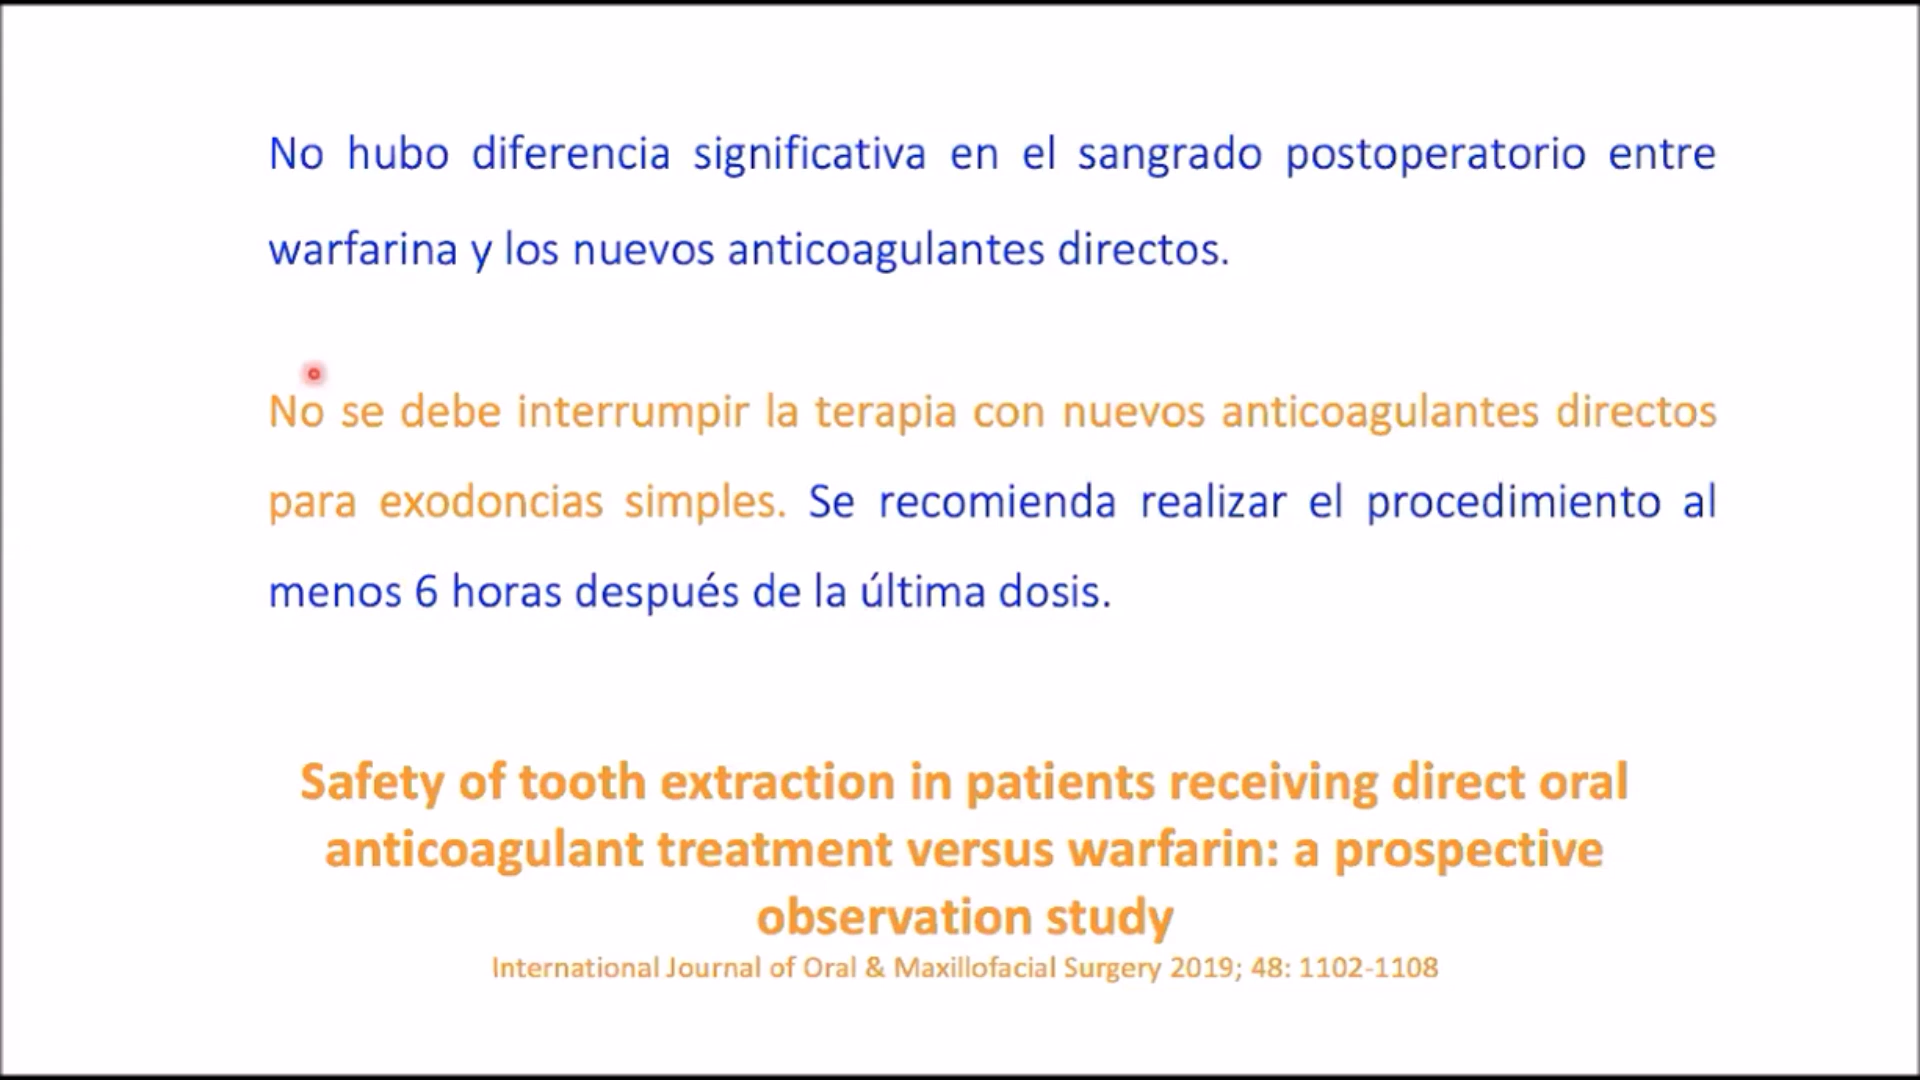 No hubo diferencia significativa en el sangrado postoperatorio entre
warfarina y los nuevos anticoagulantes directos.
No se debe interrumpir la terapia con nuevos anticoagulantes directos
para exodoncias simples. Se recomienda realizar el procedimiento al
menos 6 horas después de la última dosis.
Safety of tooth extraction in patients receiving direct oral
anticoagulant treatment versus warfarin: a prospective
observation study
International Journal of Oral & Maxillofacial Surgery 2019; 48: 1102-1108